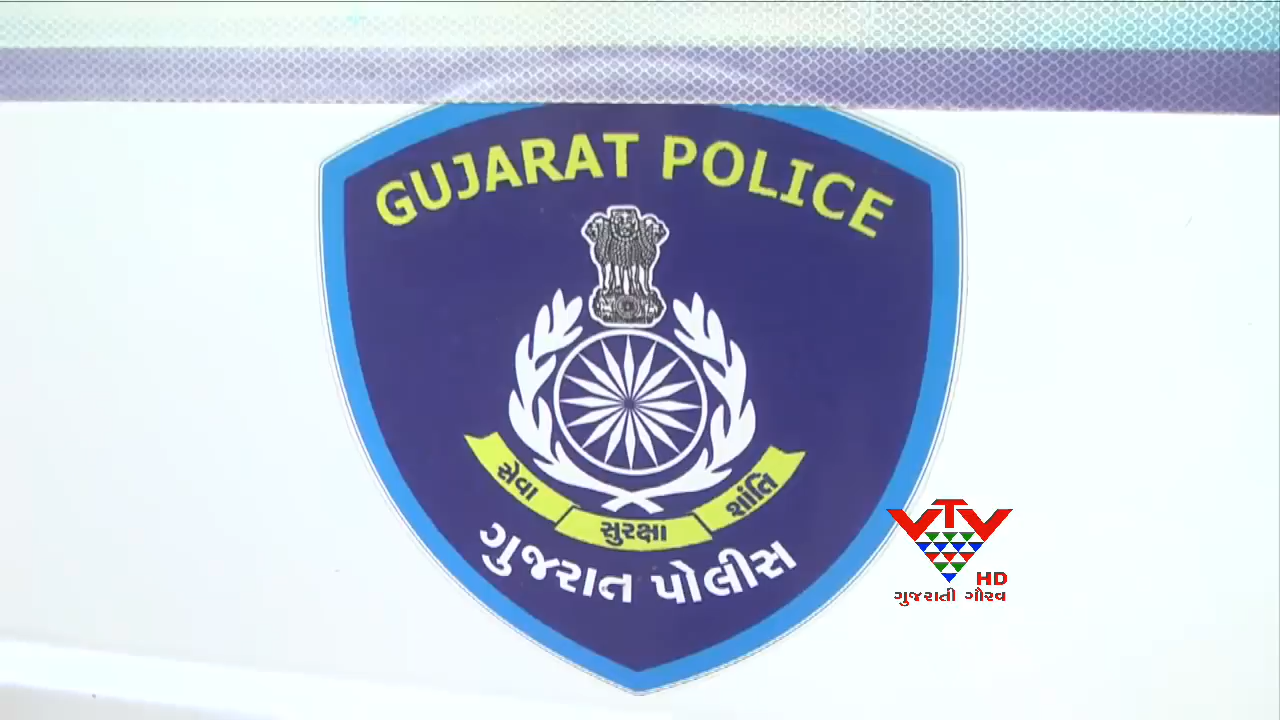 GUJARAT POLICE
સેવા
સુરક્ષા
શાંતિ
ગુજરાત પોલીસ
VTV
HD
ગુજરાતી ગૌરવ